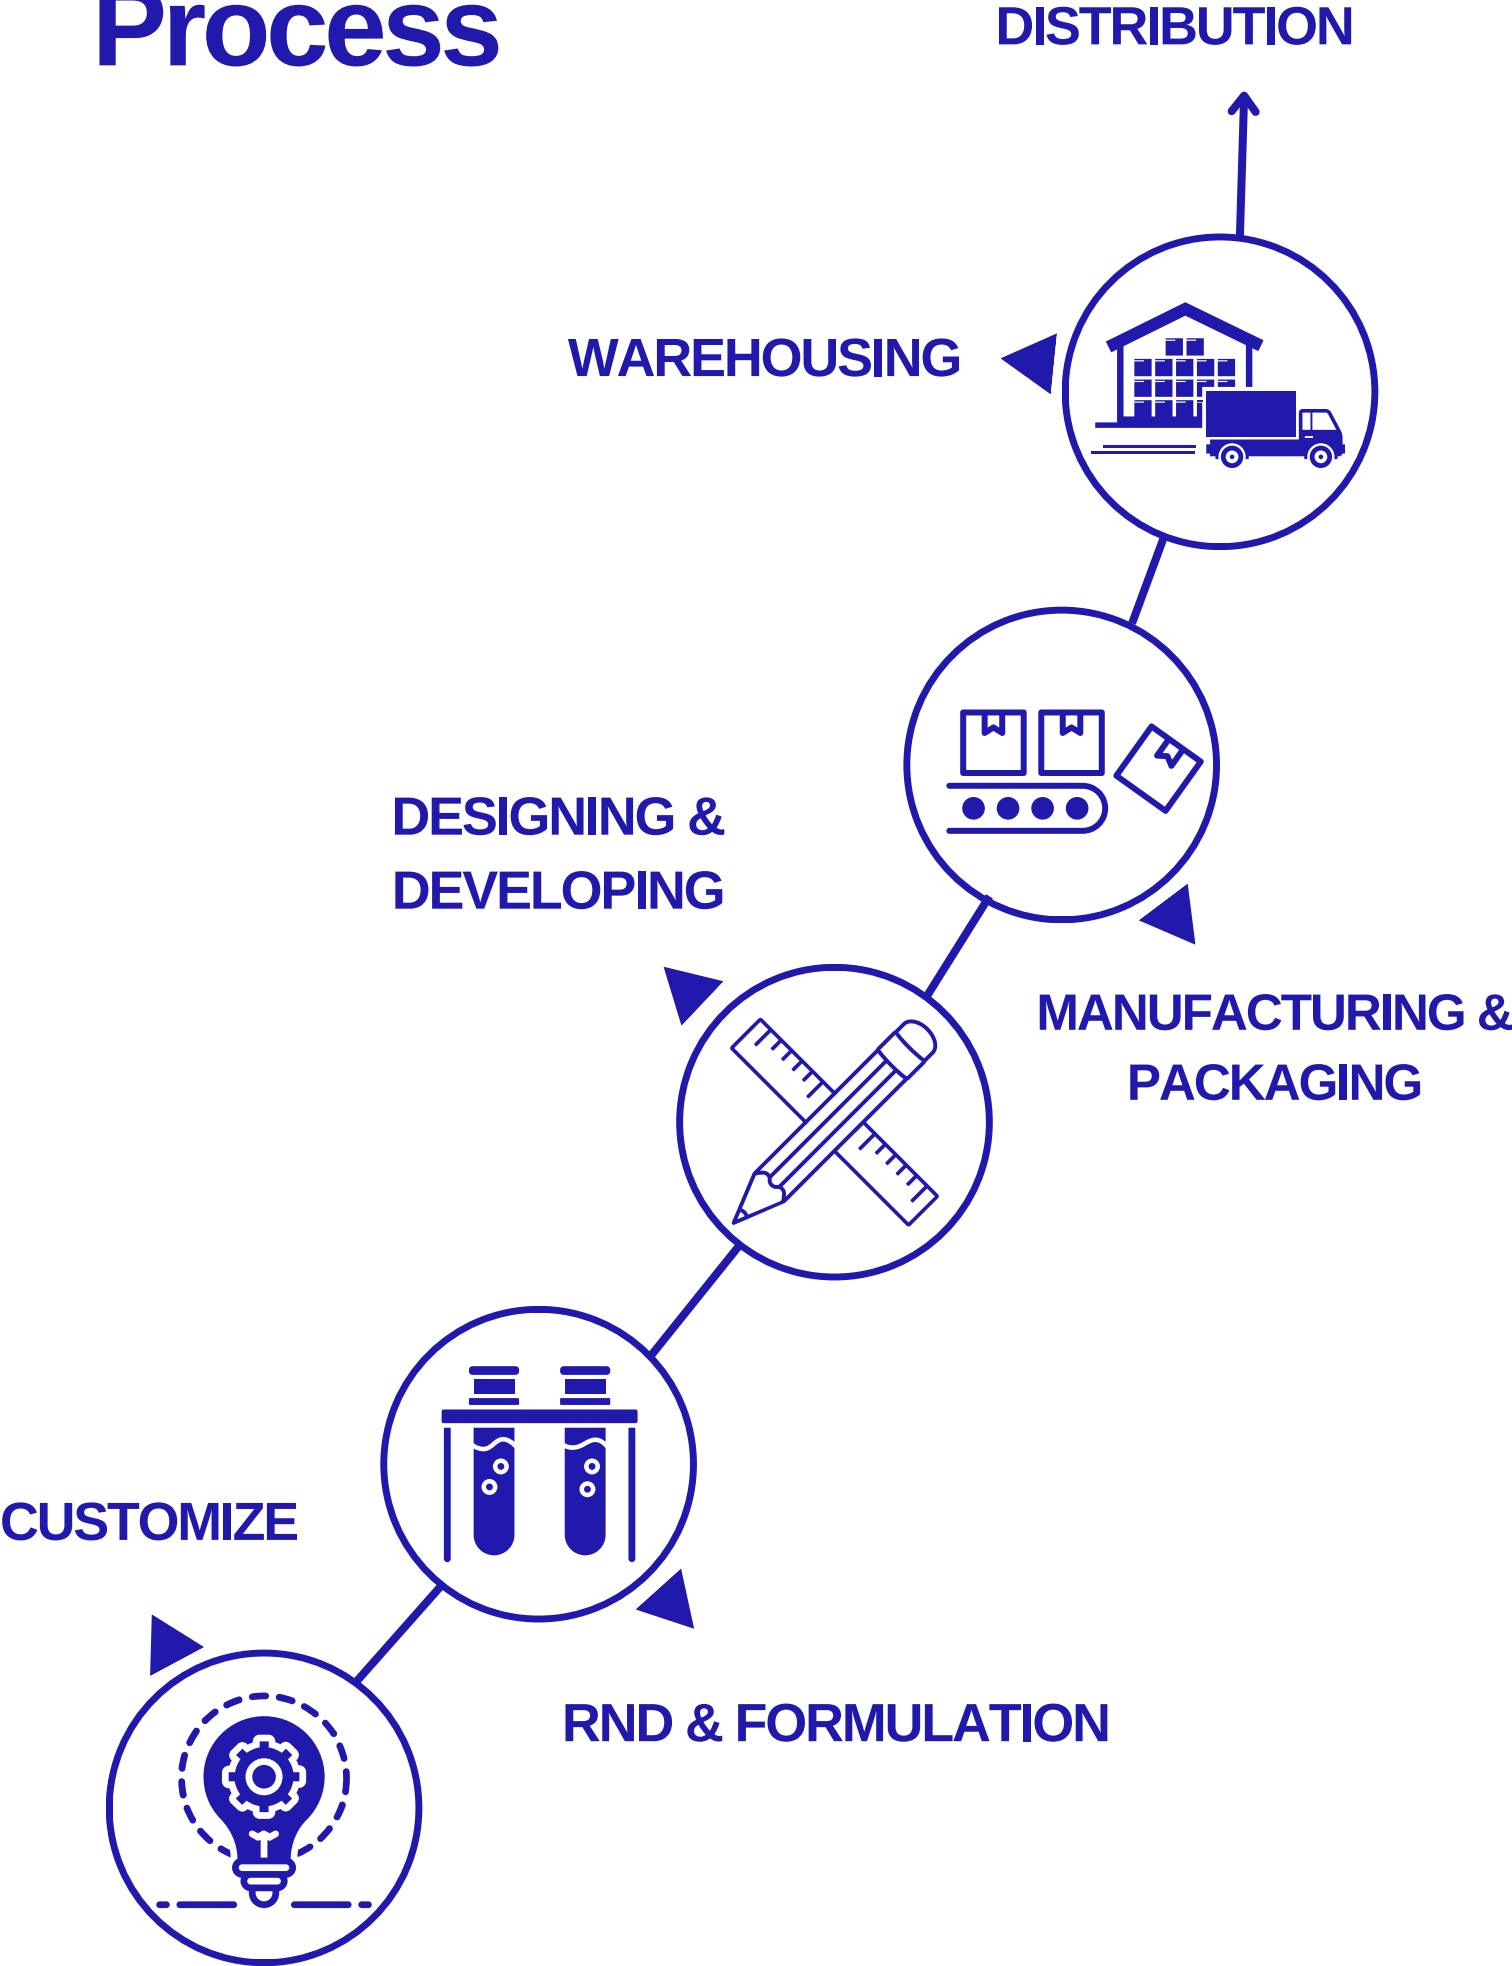 Process
DISTRIBUTION
WAREHOUSING
DESIGNING &
DEVELOPING
MANUFACTURING &
PACKAGING
CUSTOMIZE
RND & FORMULATION